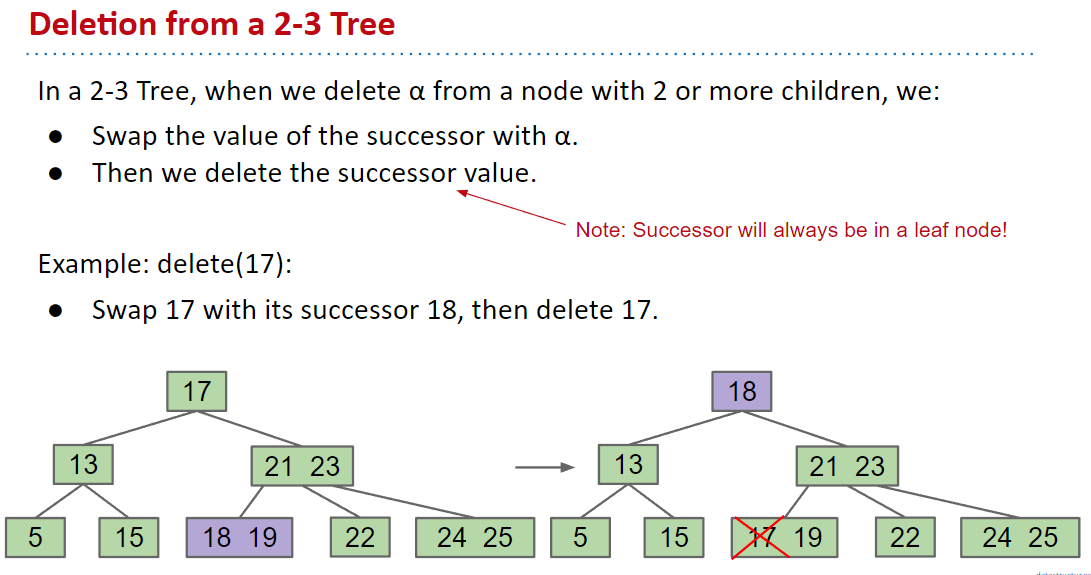 Deletion from a 2-3 Tree
In a 2-3 Tree, when we delete α from a node with 2 or more children, we:
● Swap the value of the successor with α.
● Then we delete the successor value.
Note: Successor will always be in a leaf node!
Example: delete(17):
● Swap 17 with its successor 18, then delete 17.
17
18
13
21 23
13
21 23
5
15
18 19
22
24 25
5
15
17 19
22
24 25